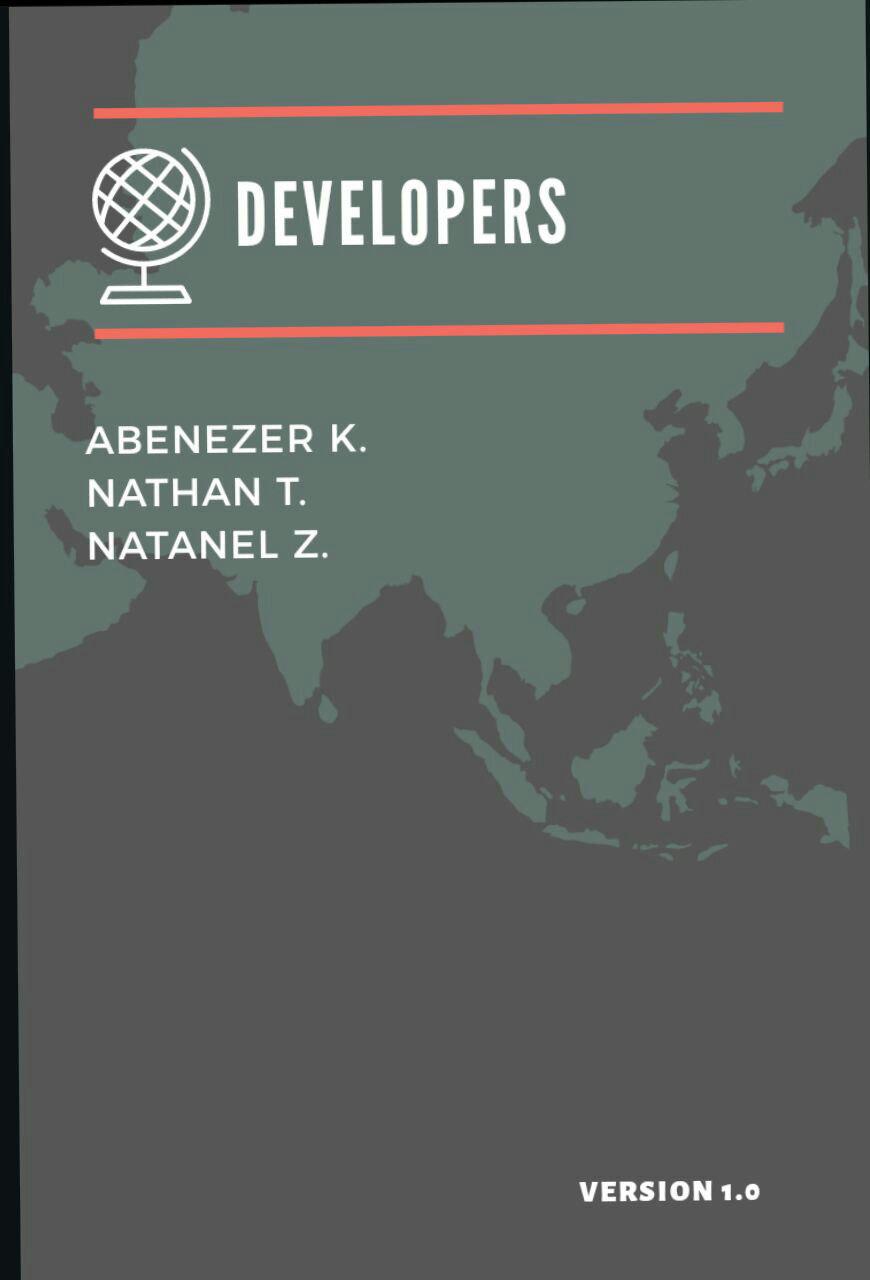 DEVELOPERS
ABENEZER K.
NATHAN T.
NATANEL Z.
VERSION 1.0